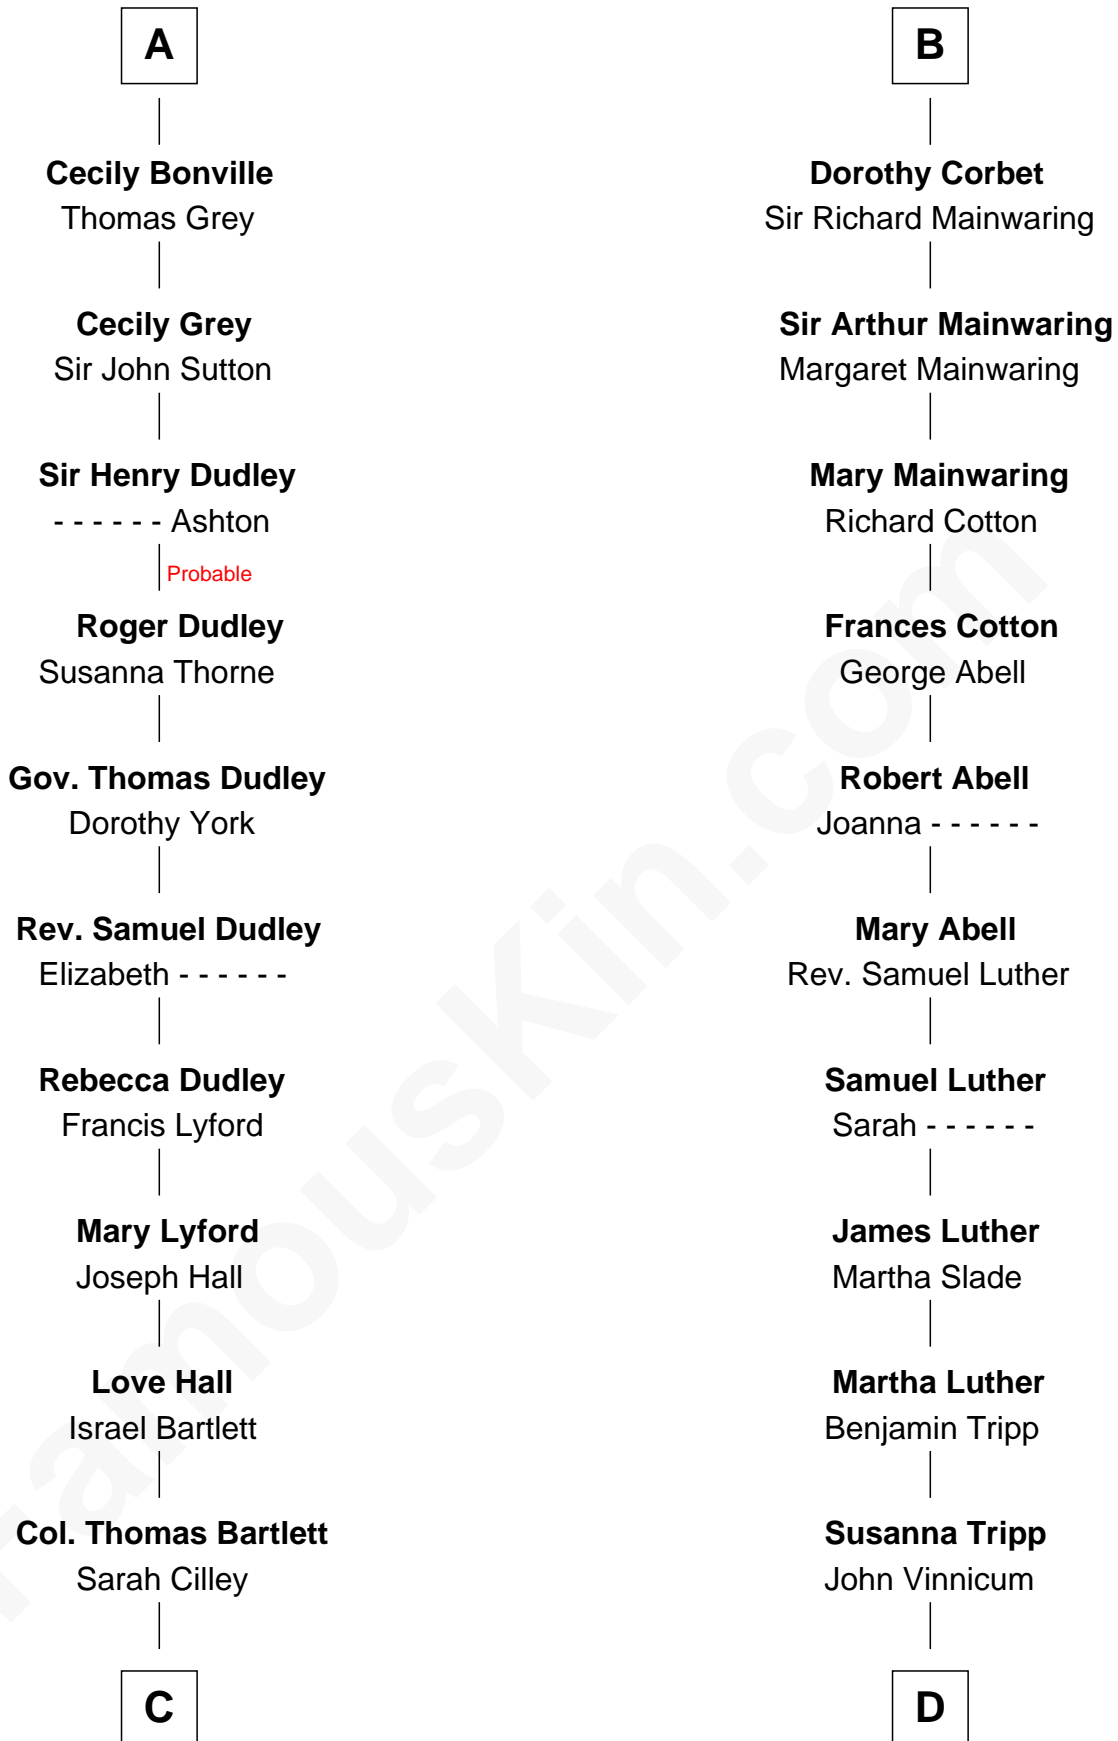 A
Cecily Bonville
Thomas Grey
Cecily Grey
Sir John Sutton
Sir Henry Dudley
- - - - - - Ashton
Probable
Roger Dudley
Susanna Thorne
Gov. Thomas Dudley
Dorothy York
Rev. Samuel Dudley
Elizabeth - - - - - -
Rebecca Dudley
Francis Lyford
Mary Lyford
Joseph Hall
Love Hall
Israel Bartlett
Col. Thomas Bartlett
Sarah Cilley
C
B
Dorothy Corbet
Sir Richard Mainwaring
Sir Arthur Mainwaring
Margaret Mainwaring
Mary Mainwaring
Richard Cotton
Frances Cotton
George Abell
Robert Abell
Joanna - - - - - -
Mary Abell
Rev. Samuel Luther
Samuel Luther
Sarah - - - - - -
James Luther
Martha Slade
Martha Luther
Benjamin Tripp
Susanna Tripp
John Vinnicum
D
FamousKin.com